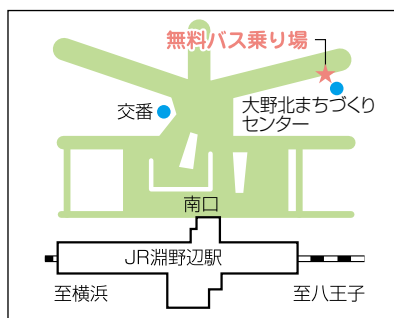 無料バス乗り場
交番
大野北まちづくり
センター
南口
JR淵野辺駅
至横浜
至八王子